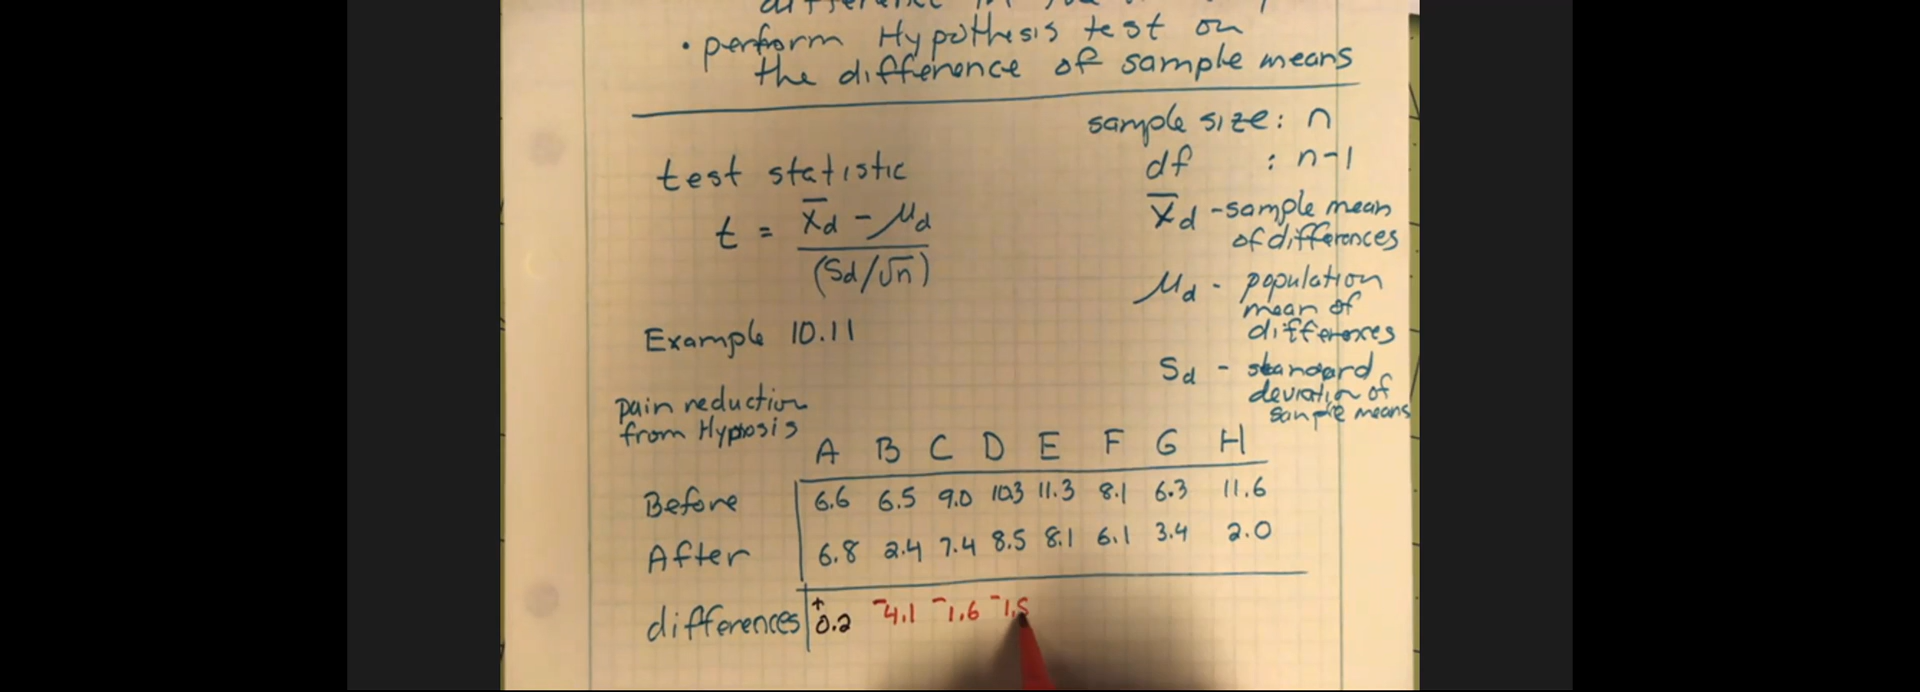 • perform Hypothesis test on
the difference of sample means
sample size: n
df : n-1
test statistic
t = x̄d - μd
(Sd/√n)
x̄d - sample mean
of differences
μd - population
mean of
differences
Example 10.11
Sd - standard
deviation of
sample means
pain reduction
from Hypnosis
A B C D E F G H
Before 6.6 6.5 9.0 10.3 11.3 8.1 6.3 11.6
After 6.8 2.4 7.4 8.5 8.1 6.1 3.4 2.0
differences +0.2 -4.1 -1.6